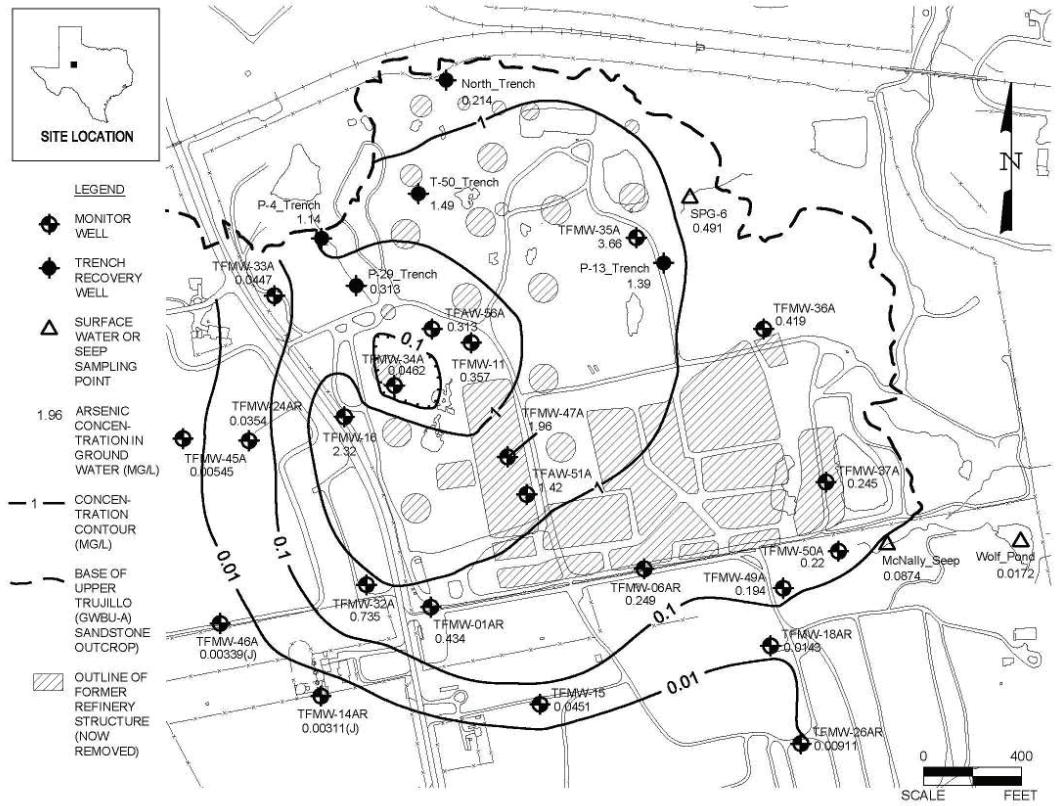 SITE LOCATION
LEGEND
MONITOR
WELL
TRENCH
RECOVERY
WELL
SURFACE
WATER OR
SEEP
SAMPLING
POINT
1.96
ARSENIC
CONCEN-
TRATION IN
GROUND
WATER (MG/L)
1
CONCEN-
TRATION
CONTOUR
(MG/L)
BASE OF
UPPER
TRUJILLO
(GWBU-A)
SANDSTONE
OUTCROP)
OUTLINE OF
FORMER
REFINERY
STRUCTURE
(NOW
REMOVED)
North_Trench
0.214
1
N
T-50_Trench
1.49
P-4_Trench
1.14
SPG-6
0.491
TFMW-35A
3.66
P-13_Trench
1.39
TFMW-33A
0.0447
P-29_Trench
0.313
TFAW-56A
0.313
TFMW-36A
0.419
0.1
TFMW-34A
0.0462
TFMW-11
0.357
TFMW-24AR
0.0354
TFMW-16
2.32
1
TFMW-47A
1.96
TFMW-45A
0.00545
TFAW-51A
1.42
1
TFMW-37A
0.245
0.01
0.1
TFMW-50A
0.22
McNally_Seep
0.0874
Wolf_Pond
0.0172
TFMW-32A
0.735
TFMW-01AR
0.434
TFMW-06AR
0.249
TFMW-49A
0.194
0.1
TFMW-46A
0.00339(J)
TFMW-18AR
0.0143
0.01
TFMW-14AR
0.00311(J)
TFMW-15
0.0451
TFMW-26AR
0.00911
0 400
SCALE FEET